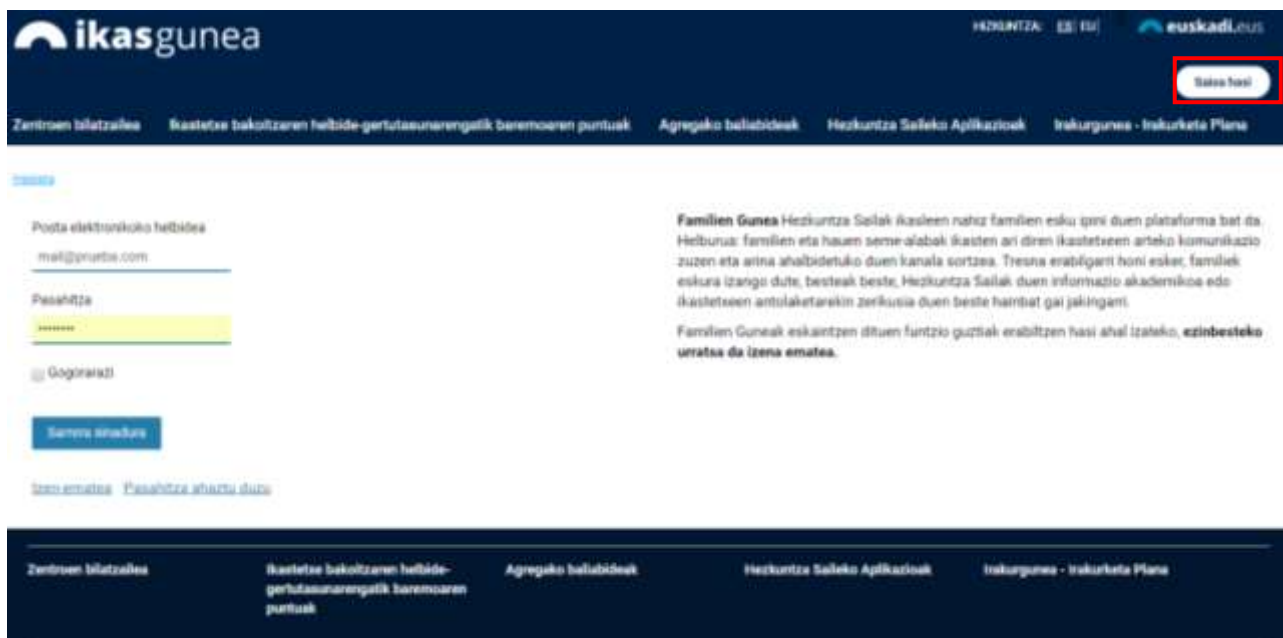 ikasgunea
HIZKUNTZA: ES| EU|
euskadi.eus
Saioa hasi
Zentroen bilatzailea
Ikastetxe bakoitzaren helbide-gertutasunarengatik baremoaren puntuak
Agregako baliabideak
Hezkuntza Saileko Aplikazioak
Irakurgunea - Irakurketa Plana
Posta elektronikoko helbidea
mail@prueba.com
Pasahitza
••••••••
Gogorarazi
Sarrera sinadura
Izen-ematea Pasahitza ahaztu duzu
Familien Gunea Hezkuntza Sailak ikasleen nahiz familien esku ipini duen plataforma bat da.
Helburua: familien eta hauen seme-alabak ikasten ari diren ikastetxeen arteko komunikazio
zuzen eta arina ahalbidetuko duen kanala sortzea. Tresna erabilgarri honi esker, familiek
eskura izango dute, besteak beste, Hezkuntza Sailak duen informazio akademikoa edo
ikastetxeen antolaketarekin zerikusia duen beste hainbat gai jakingarri.
Familien Guneak eskaintzen dituen funtzio guztiak erabiltzen hasi ahal izateko, ezinbesteko
urratsa da izena ematea.
Zentroen bilatzailea
Ikastetxe bakoitzaren helbide-
gertutasunarengatik baremoaren
puntuak
Agregako baliabideak
Hezkuntza Saileko Aplikazioak
Irakurgunea - Irakurketa Plana